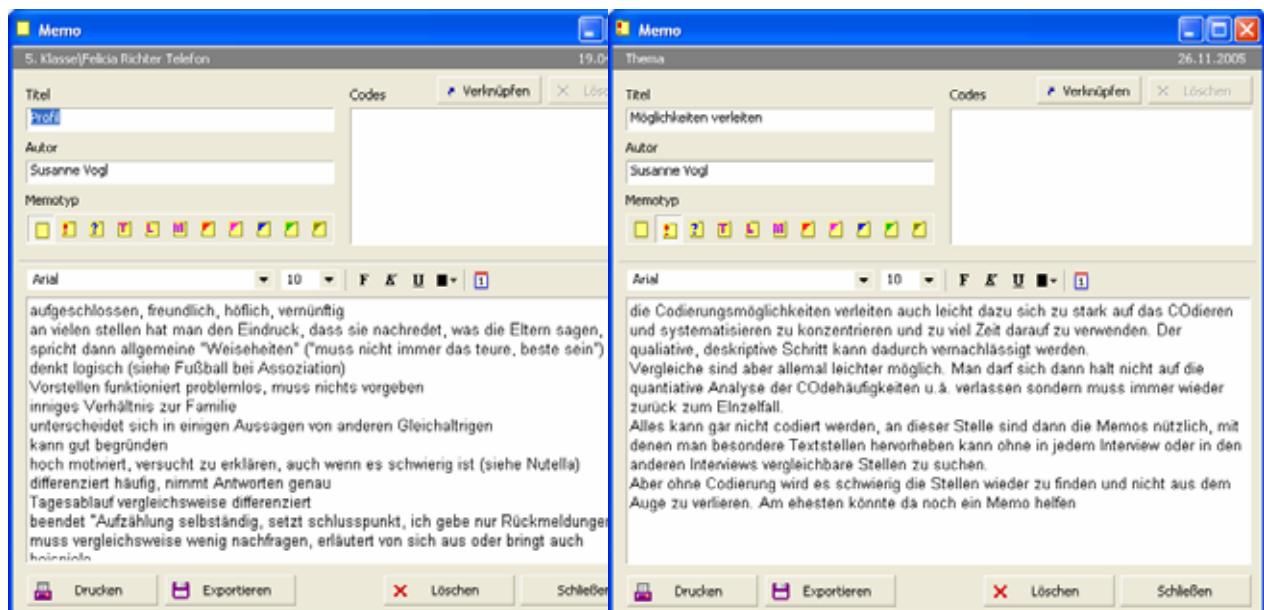 Memo
5. Klasse\Felicia Richter Telefon
Titel
Codes
Verknüpfen
Profil
Autor
Susanne Vogl
Memotyp
Arial 10 F K U
aufgeschlossen, freundlich, höflich, vernünftig
an vielen stellen hat man den Eindruck, dass sie nachredet, was die Eltern sagen,
spricht dann allgemeine "Weiseheiten" ("muss nicht immer das teure, beste sein")
denkt logisch (siehe Fußball bei Assoziation)
Vorstellen funktioniert problemlos, muss nichts vorgeben
inniges Verhältnis zur Familie
unterscheidet sich in einigen Aussagen von anderen Gleichaltrigen
kann gut begründen
hoch motiviert, versucht zu erklären, auch wenn es schwierig ist (siehe Nutella)
differenziert häufig, nimmt Antworten genau
Tagesablauf vergleichsweise differenziert
beendet "Aufzählung selbständig, setzt schlusspunkt, ich gebe nur Rückmeldungen
muss vergleichsweise wenig nachfragen, erläutert von sich aus oder bringt auch
Drucken Exportieren Löschen Schließen
Memo
Thema 26.11.2005
Titel
Codes
Verknüpfen Löschen
Möglichkeiten verleiten
Autor
Susanne Vogl
Memotyp
Arial 10 F K U
die Codierungsmöglichkeiten verleiten auch leicht dazu sich zu stark auf das COdieren
und systematisieren zu konzentrieren und zu viel Zeit darauf zu verwenden. Der
qualiative, deskriptive Schritt kann dadurch vernachlässigt werden.
Vergleiche sind aber allemal leichter möglich. Man darf sich dann halt nicht auf die
quantiative Analyse der COdehäufigkeiten u.ä. verlassen sondern muss immer wieder
zurück zum EInzelfall.
Alles kann gar nicht codiert werden, an dieser Stelle sind dann die Memos nützlich, mit
denen man besondere Textstellen hervorheben kann ohne in jedem Interview oder in den
anderen Interviews vergleichbare Stellen zu suchen.
Aber ohne Codierung wird es schwierig die Stellen wieder zu finden und nicht aus dem
Auge zu verlieren. Am ehesten könnte da noch ein Memo helfen
Drucken Exportieren Löschen Schließen